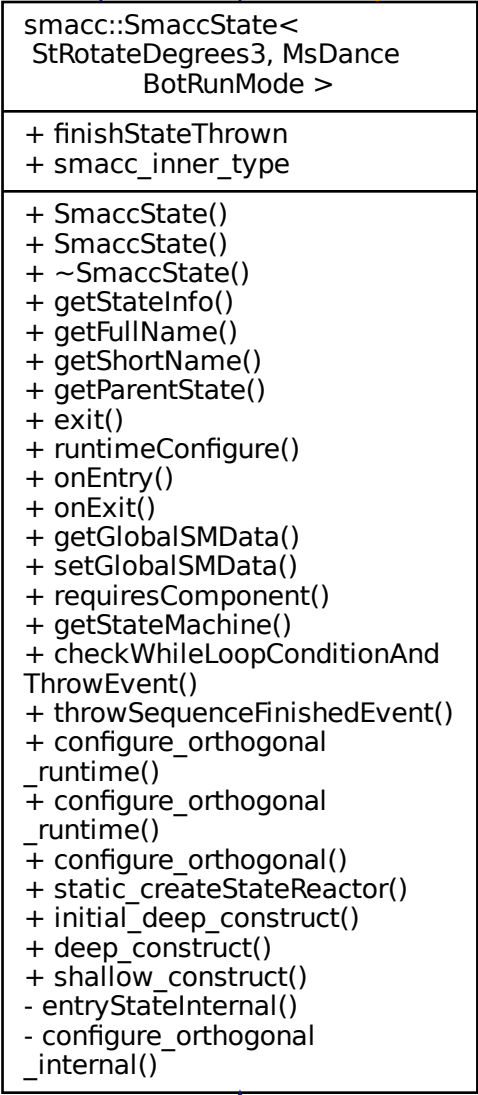 smacc::SmaccState<
StRotateDegrees3, MsDance
BotRunMode >
+ finishStateThrown
+ smacc_inner_type
+ SmaccState()
+ SmaccState()
+ ~SmaccState()
+ getStateInfo()
+ getFullName()
+ getShortName()
+ getParentState()
+ exit()
+ runtimeConfigure()
+ onEntry()
+ onExit()
+ getGlobalSMData()
+ setGlobalSMData()
+ requiresComponent()
+ getStateMachine()
+ checkWhileLoopConditionAnd
ThrowEvent()
+ throwSequenceFinishedEvent()
+ configure_orthogonal
_runtime()
+ configure_orthogonal
_runtime()
+ configure_orthogonal()
+ static_createStateReactor()
+ initial_deep_construct()
+ deep_construct()
+ shallow_construct()
- entryStateInternal()
- configure_orthogonal
_internal()